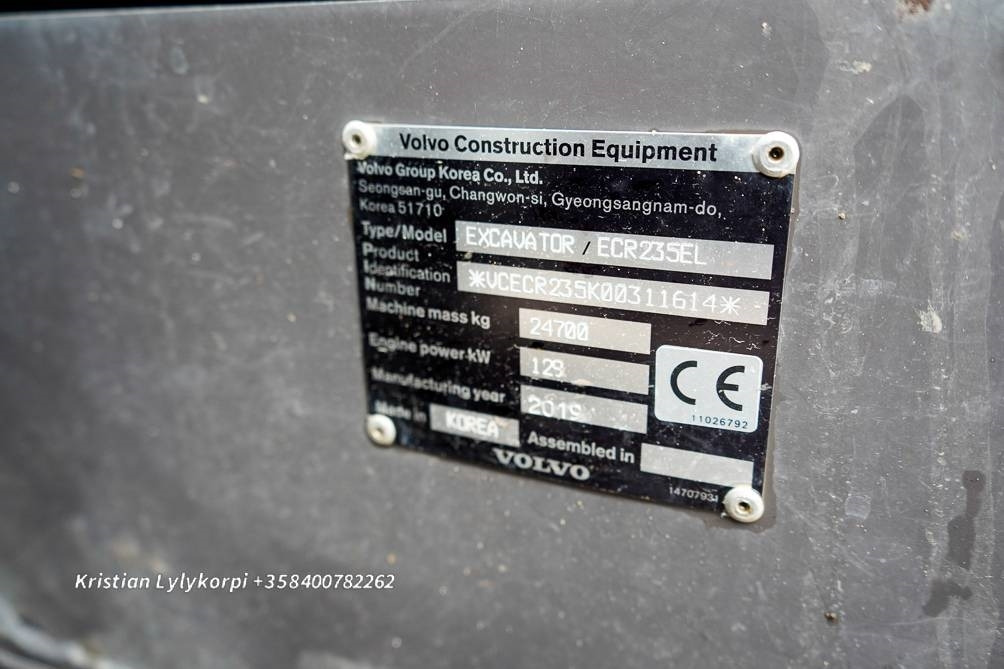 Volvo Construction Equipment
Volvo Group Korea Co., Ltd.
Seongsan-gu, Changwon-si, Gyeongsangnam-do,
Korea 51710
Type/Model EXCAVATOR / ECR235EL
Product
Identification
Number *VCECR235K00311614*
Machine mass kg 24700
Engine power kW 129
Manufacturing year 2019
Made in KOREA Assembled in
CE
11026792
VOLVO
14707931
Kristian Lylykorpi +358400782262